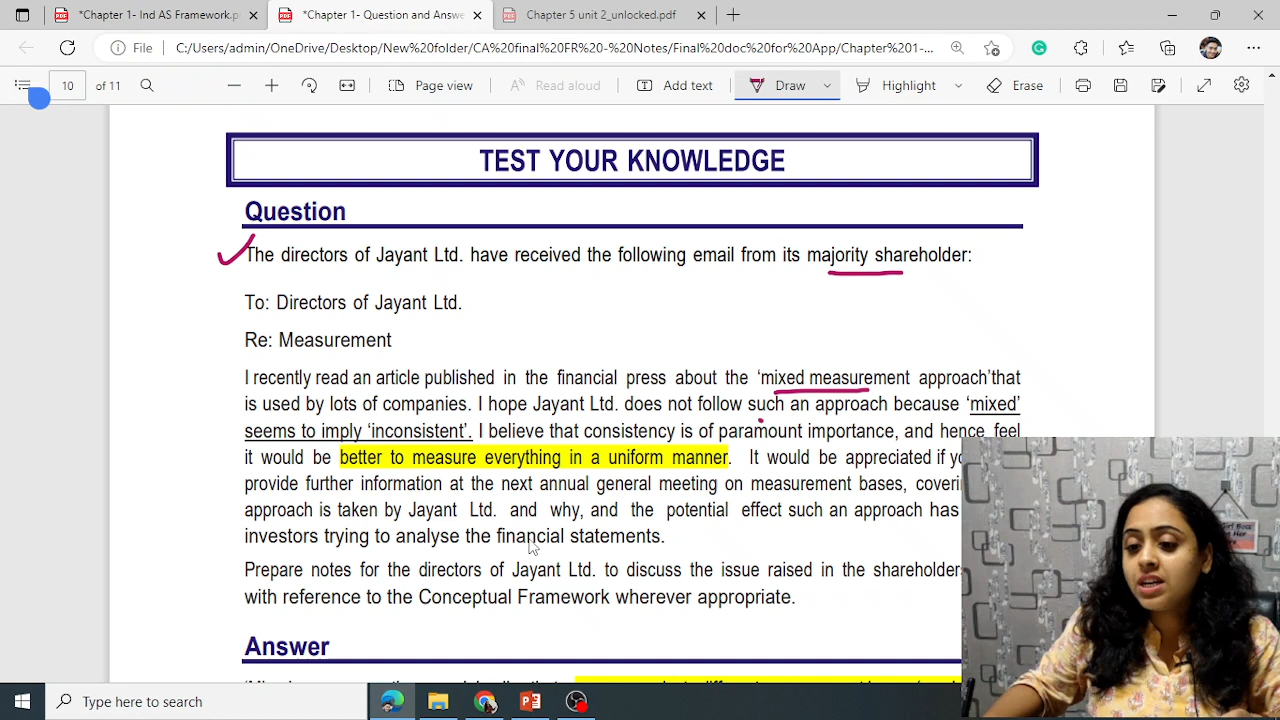 *Chapter 1- Ind AS Framework.p
*Chapter 1- Question and Answe
Chapter 5 unit 2_unlocked.pdf
File
C:/Users/admin/OneDrive/Desktop/New%20folder/CA%20Final%20FR%20-%20Notes/Final%20doc%20for%20App/Chapter%201-...
10 of 11
Page view
Read aloud
Add text
Draw
Highlight
Erase
TEST YOUR KNOWLEDGE
Question
The directors of Jayant Ltd. have received the following email from its majority shareholder:
To: Directors of Jayant Ltd.
Re: Measurement
I recently read an article published in the financial press about the ‘mixed measurement approach’that
is used by lots of companies. I hope Jayant Ltd. does not follow such an approach because ‘mixed’
seems to imply ‘inconsistent’. I believe that consistency is of paramount importance, and hence, feel
it would be better to measure everything in a uniform manner. It would be appreciated if
provide further information at the next annual general meeting on measurement bases,
approach is taken by Jayant Ltd. and why, and the potential effect such an approach has
investors trying to analyse the financial statements.
Prepare notes for the directors of Jayant Ltd. to discuss the issue raised in the
with reference to the Conceptual Framework wherever appropriate.
Answer
Type here to search